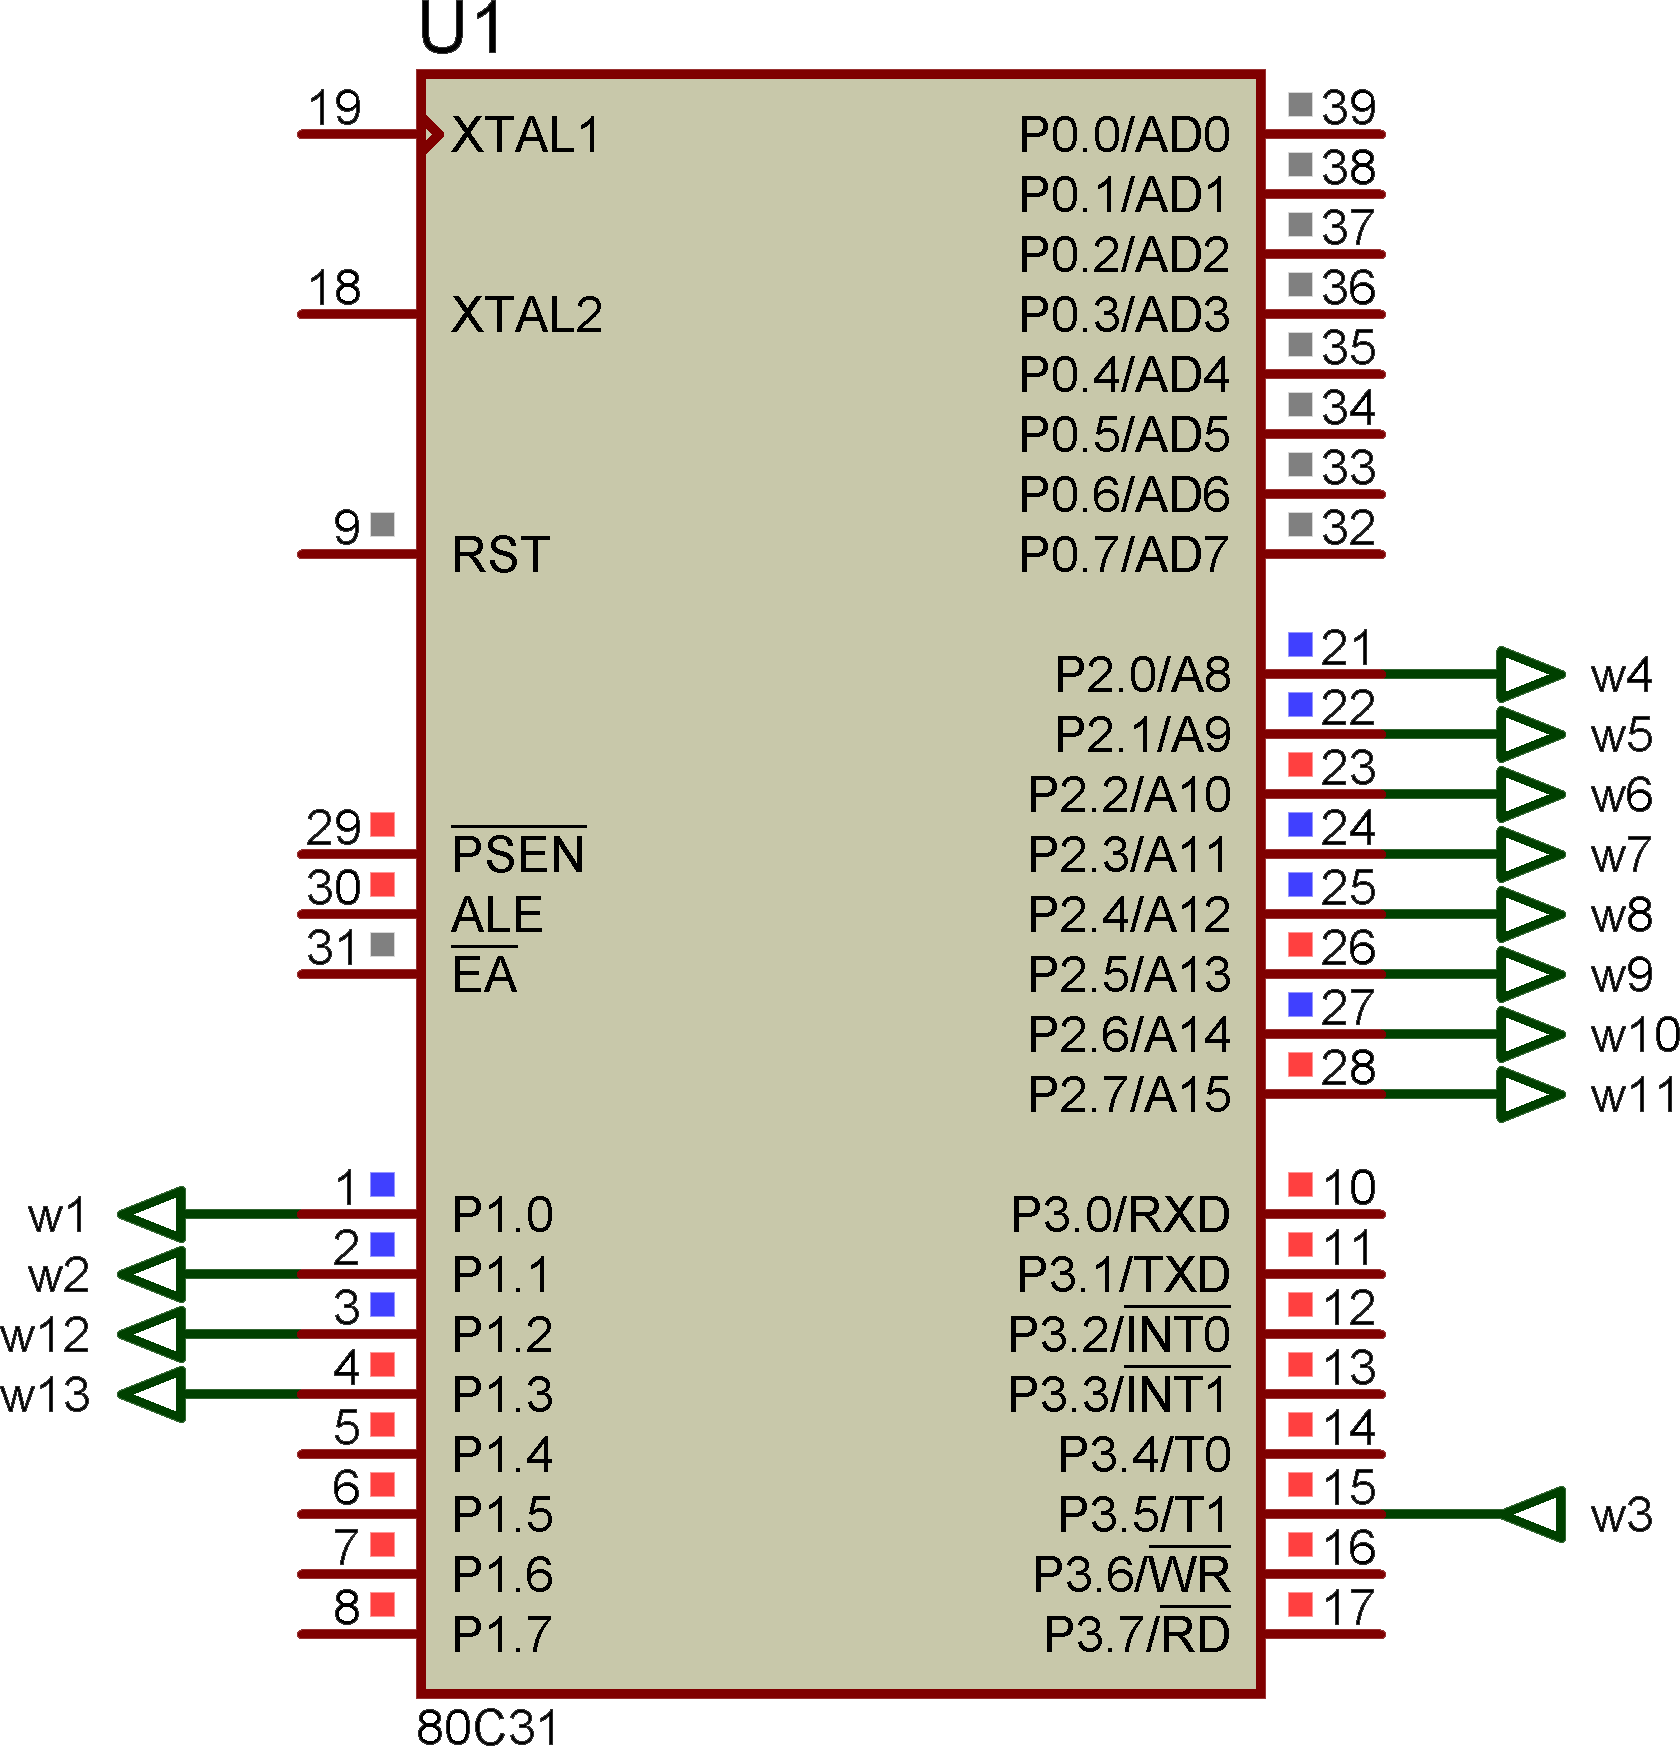 U1
19 XTAL1 P0.0/AD0 39
P0.1/AD1 38
P0.2/AD2 37
18 XTAL2 P0.3/AD3 36
P0.4/AD4 35
P0.5/AD5 34
P0.6/AD6 33
9 RST P0.7/AD7 32
P2.0/A8 21 w4
P2.1/A9 22 w5
P2.2/A10 23 w6
29 PSEN P2.3/A11 24 w7
30 ALE P2.4/A12 25 w8
31 EA P2.5/A13 26 w9
P2.6/A14 27 w10
P2.7/A15 28 w11
w1 1 P1.0 P3.0/RXD 10
w2 2 P1.1 P3.1/TXD 11
w12 3 P1.2 P3.2/INT0 12
w13 4 P1.3 P3.3/INT1 13
5 P1.4 P3.4/T0 14
6 P1.5 P3.5/T1 15 w3
7 P1.6 P3.6/WR 16
8 P1.7 P3.7/RD 17
80C31